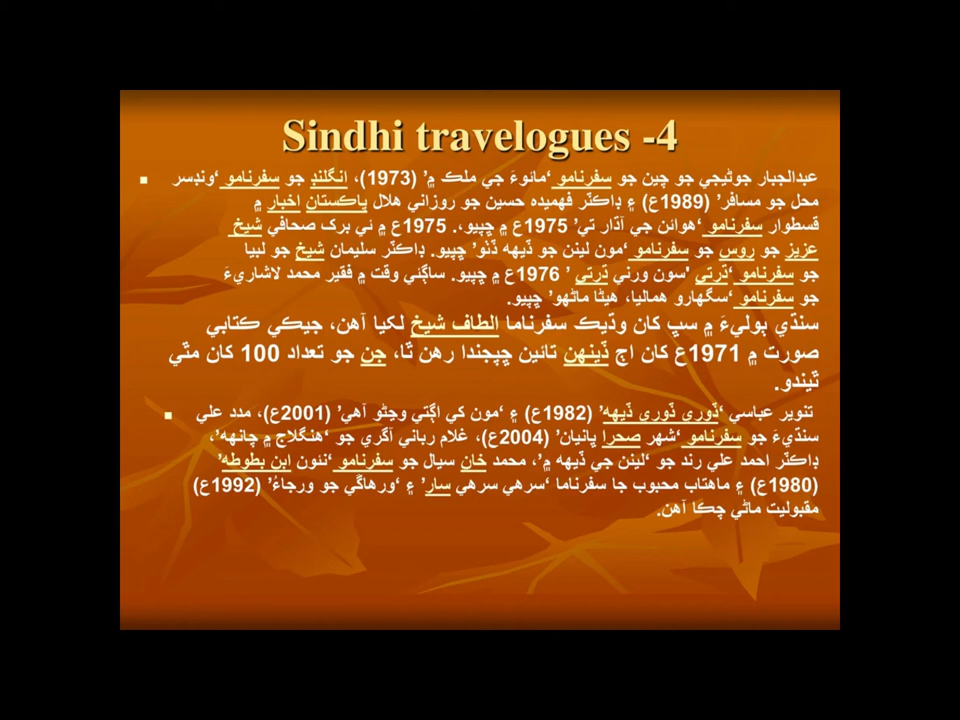 Sindhi travelogues -4
عبدالجبار جوڻيجي جو چين جو سفرنامو ‘مائوءَ جي ملڪ ۾’ (1973)، انگلنڊ جو سفرنامو ‘ونڊسر
محل جو مسافر’ (1989ع) ۽ ڊاڪٽر فهميده حسين جو روزاني هلال پاڪستان اخبار ۾
قسطوار سفرنامو ‘هوائن جي آڌار تي’ 1975ع ۾ ڇپيو،. 1975ع ۾ ئي برک صحافي شيخ
عزيز جو روس جو سفرنامو ‘مون لينن جو ڏيهه ڏٺو’ ڇپيو. ڊاڪٽر سليمان شيخ جو لبيا
جو سفرنامو ‘ڌرتي ’سون ورني ڌرتي ’ 1976ع ۾ ڇپيو. ساڳئي وقت ۾ فقير محمد لاشاريءَ
جو سفرنامو ‘سگهارو هماليا، هيڻا ماڻهو’ ڇپيو.
سنڌي ٻوليءَ ۾ سڀ کان وڌيڪ سفرناما الطاف شيخ لکيا آهن، جيڪي ڪتابي
صورت ۾ 1971ع کان اڄ ڏينهن تائين ڇپجندا رهن ٿا، جن جو تعداد 100 کان مٿي
ٿيندو.
تنوير عباسي ‘ڏوري ڏوري ڏيهه’ (1982ع) ۽ ‘مون کي اڳتي وڃڻو آهي’ (2001ع)، مدد علي
سنڌيءَ جو سفرنامو ‘شهر صحرا ڀانيان’ (2004ع)، غلام رباني آگري جو ‘هنگلاچ ۾ چانهه’،
ڊاڪٽر احمد علي رند جو ‘لينن جي ڏيهه ۾’، محمد خان سيال جو سفرنامو ‘نئون ابن بطوطه’
(1980ع) ۽ ماهتاب محبوب جا سفرناما ‘سرهي سرهي سار’ ۽ ‘ورهاڱي جو ورجاءُ’ (1992ع)
مقبوليت ماڻي چڪا آهن.